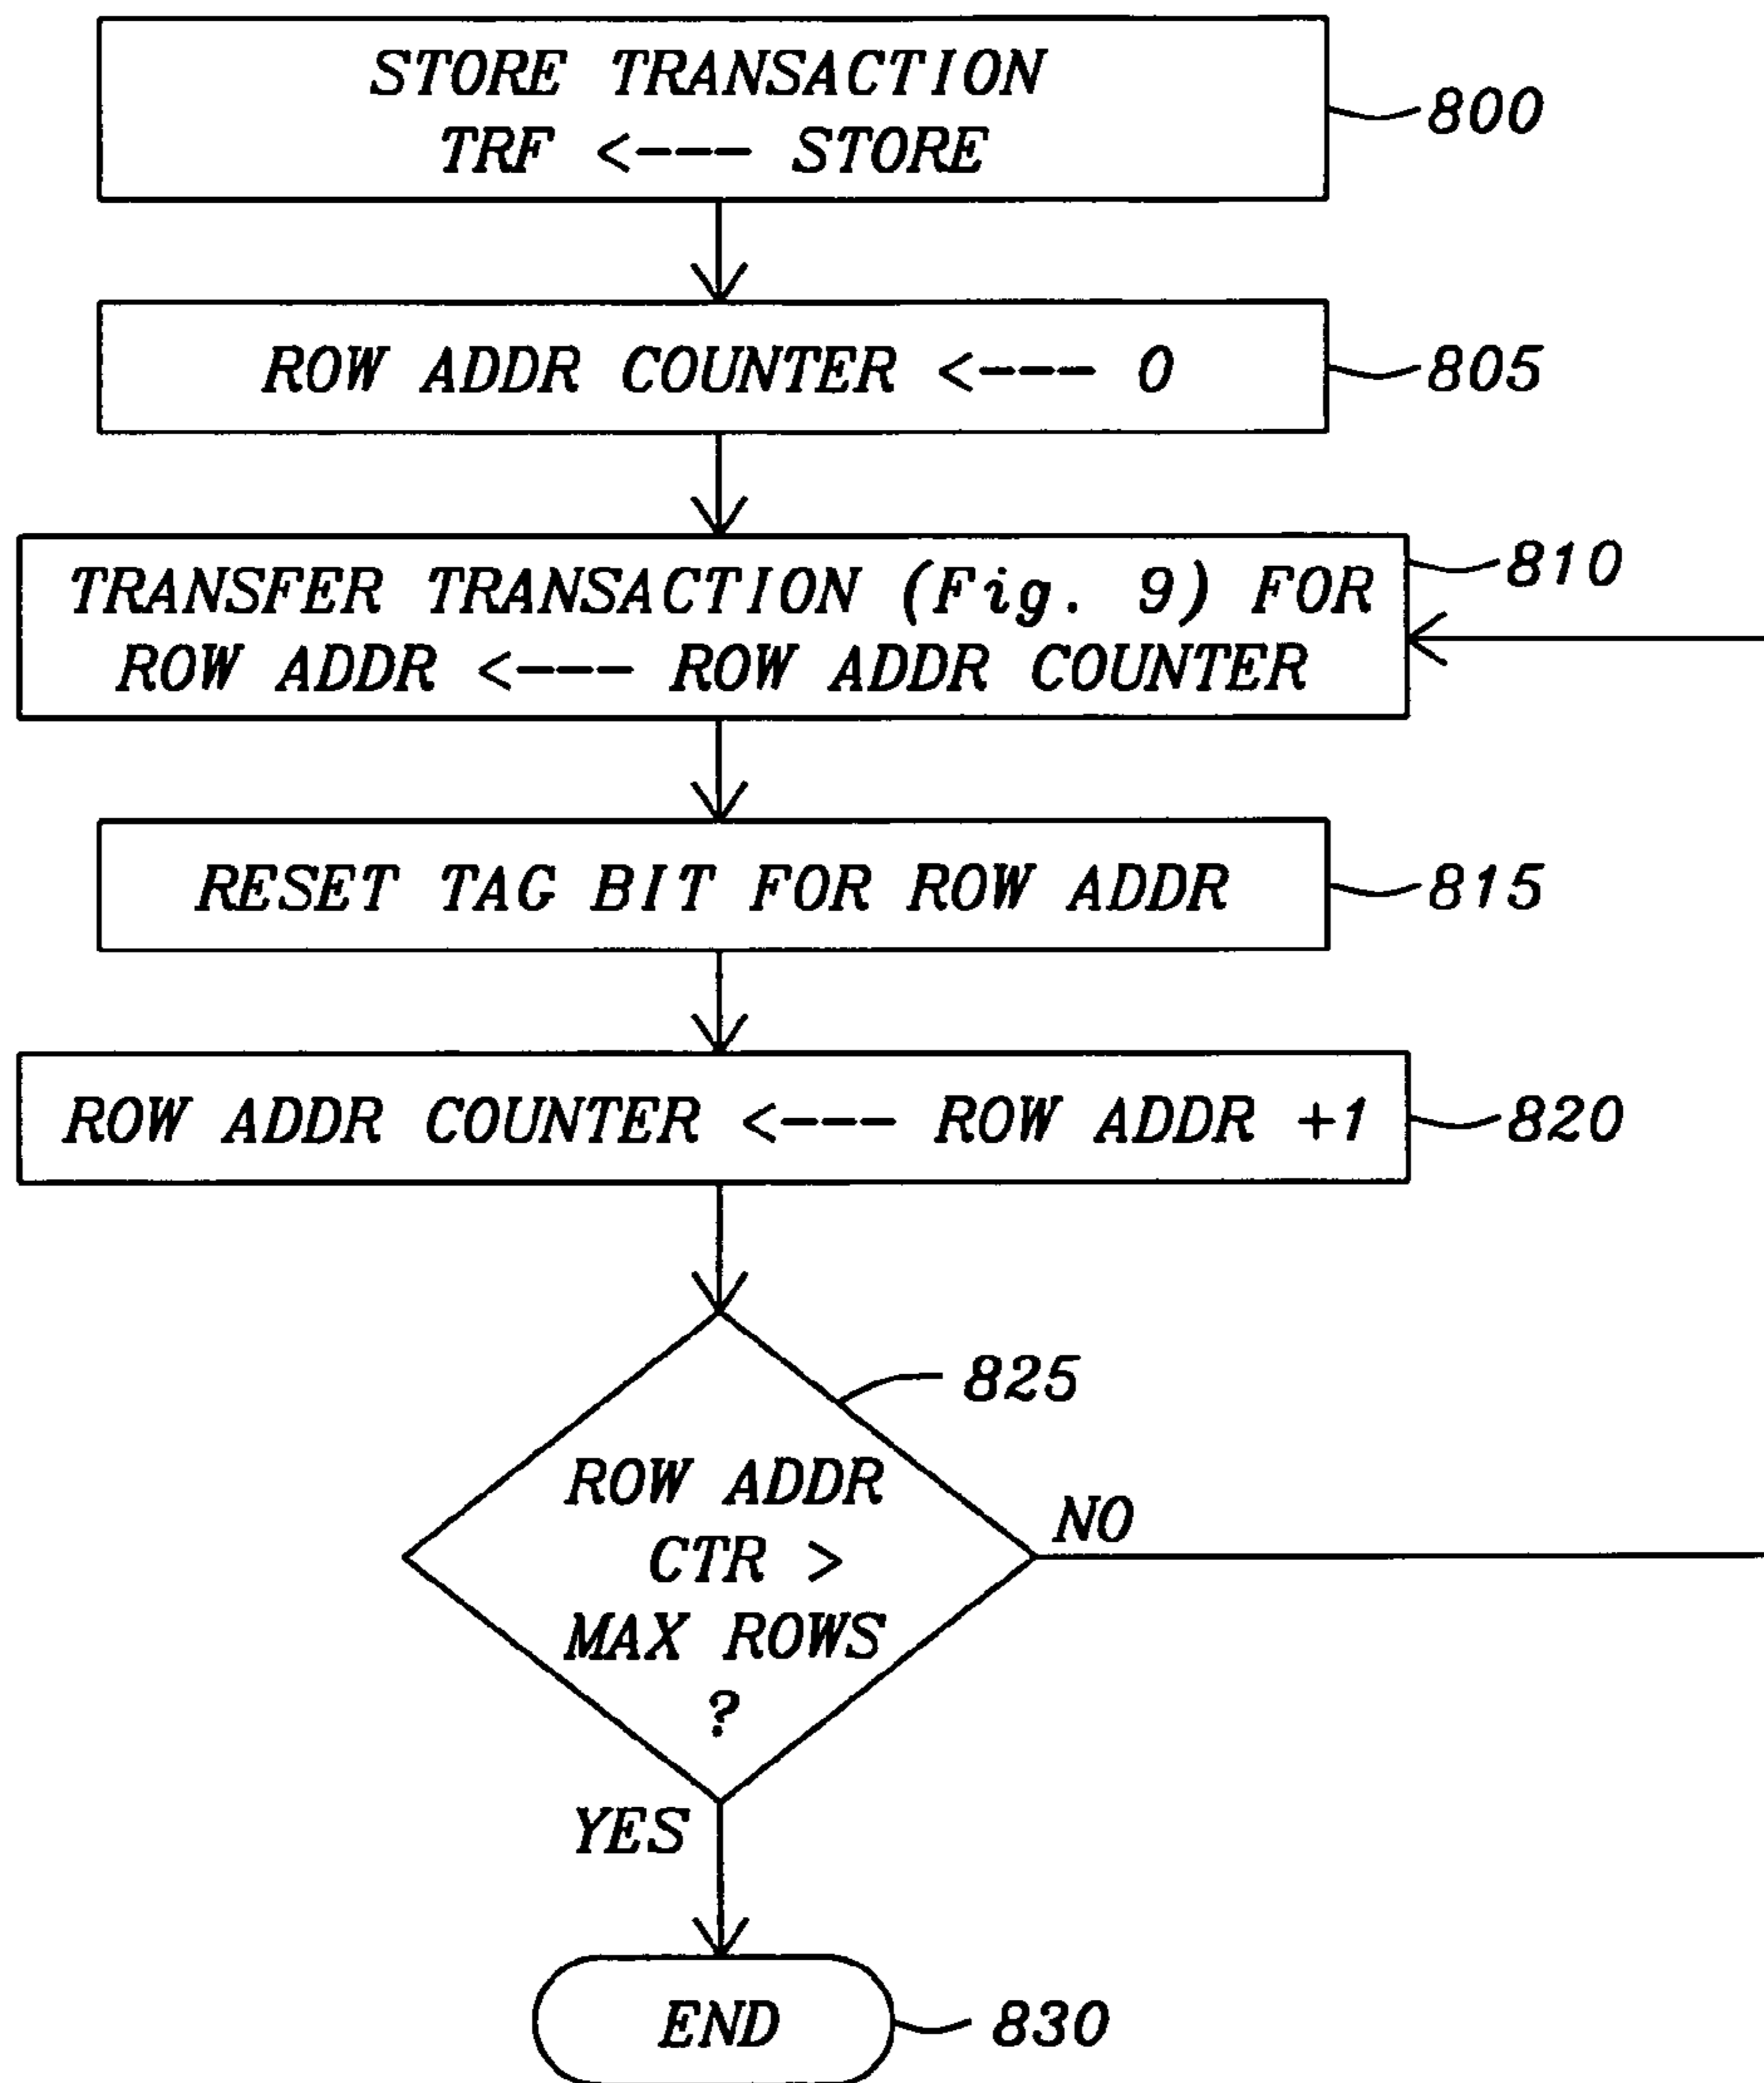 STORE TRANSACTION
TRF <--- STORE
800
ROW ADDR COUNTER <--- 0
805
TRANSFER TRANSACTION (Fig. 9) FOR
ROW ADDR <--- ROW ADDR COUNTER
810
RESET TAG BIT FOR ROW ADDR
815
ROW ADDR COUNTER <--- ROW ADDR +1
820
825
ROW ADDR
CTR >
MAX ROWS
?
NO
YES
END
830